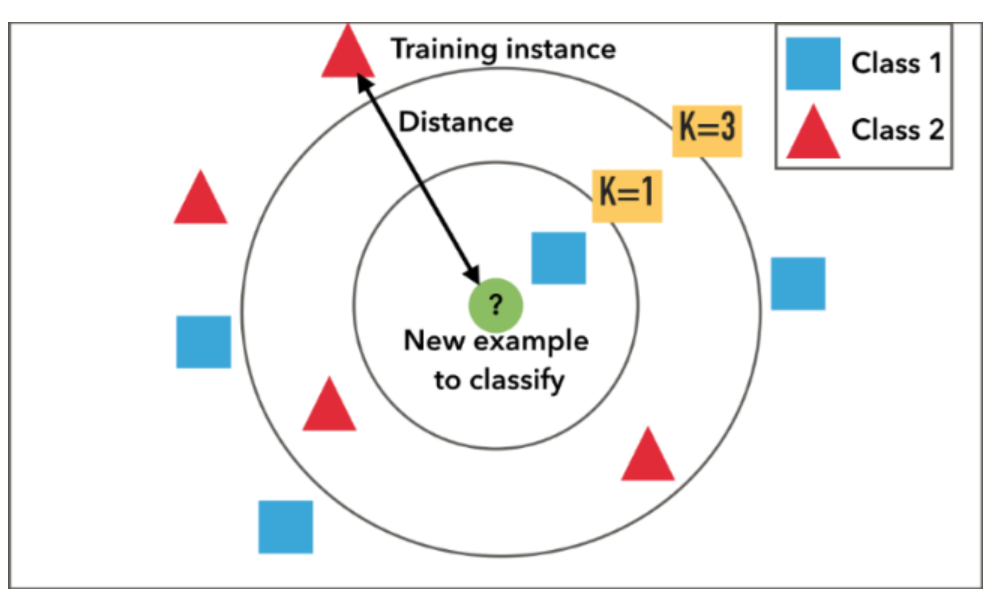 Training instance
Distance
K=3
K=1
Class 1
Class 2
?
New example
to classify